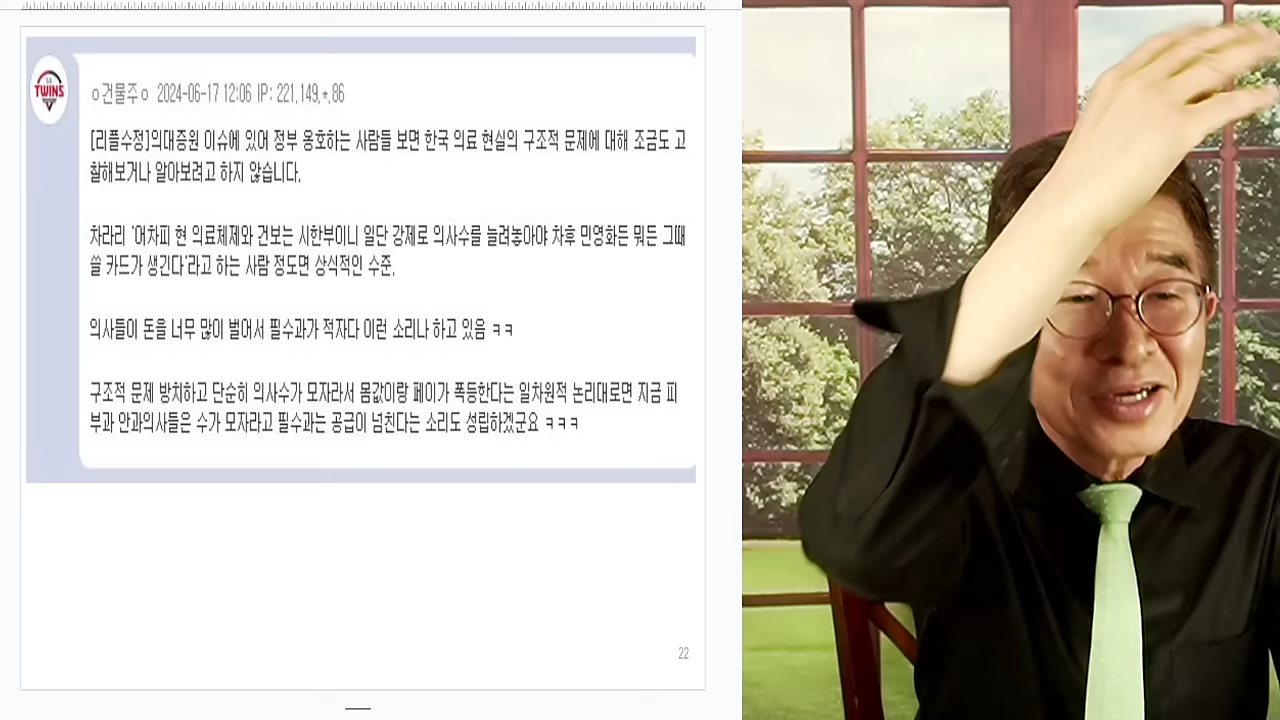 TWINS
ㅇ건물주ㅇ 2024-06-17 12:06 IP: 221.149.*.86
[리플수정]의대증원 이슈에 있어 정부 옹호하는 사람들 보면 한국 의료 현실의 구조적 문제에 대해 조금도 고
찰해보거나 알아보려고 하지 않습니다.
차라리 '어차피 현 의료체제와 건보는 시한부이니 일단 강제로 의사수를 늘려놓아야 차후 민영화든 뭐든 그때
쓸 카드가 생긴다'라고 하는 사람 정도면 상식적인 수준.
의사들이 돈을 너무 많이 벌어서 필수과가 적자다 이런 소리나 하고 있음 ㅋㅋ
구조적 문제 방치하고 단순히 의사수가 모자라서 몸값이랑 페이가 폭등한다는 일차원적 논리대로면 지금 피
부과 안과의사들은 수가 모자라고 필수과는 공급이 넘친다는 소리도 성립하겠군요 ㅋㅋㅋ
22